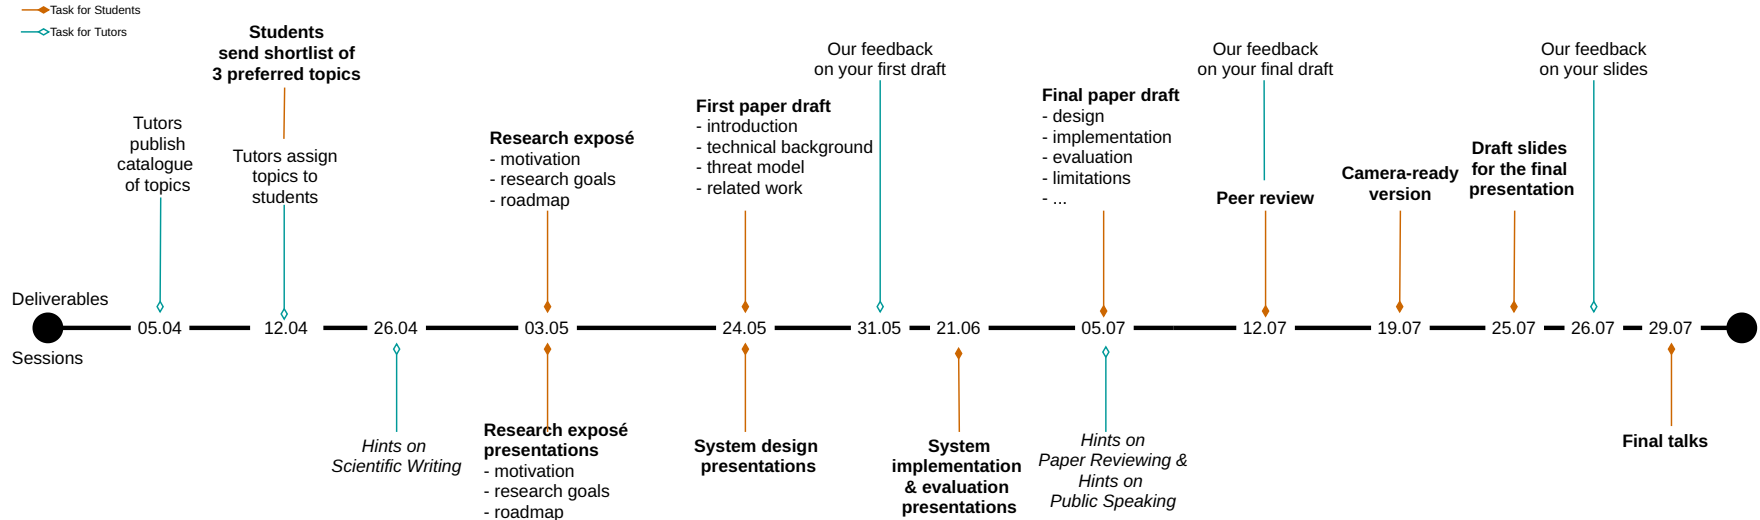 Task for Students
Task for Tutors
Students
send shortlist of
3 preferred topics
Tutors
publish
catalogue
of topics
Tutors assign
topics to
students
Research exposé
- motivation
- research goals
- roadmap
First paper draft
- introduction
- technical background
- threat model
- related work
Our feedback
on your first draft
Final paper draft
- design
- implementation
- evaluation
- limitations
- ...
Our feedback
on your final draft
Peer review
Camera-ready
version
Draft slides
for the final
presentation
Our feedback
on your slides
Deliverables
05.04
12.04
26.04
03.05
24.05
31.05
21.06
05.07
12.07
19.07
25.07
26.07
29.07
Sessions
Hints on
Scientific Writing
Research exposé
presentations
- motivation
- research goals
- roadmap
System design
presentations
System
implementation
& evaluation
presentations
Hints on
Paper Reviewing &
Hints on
Public Speaking
Final talks